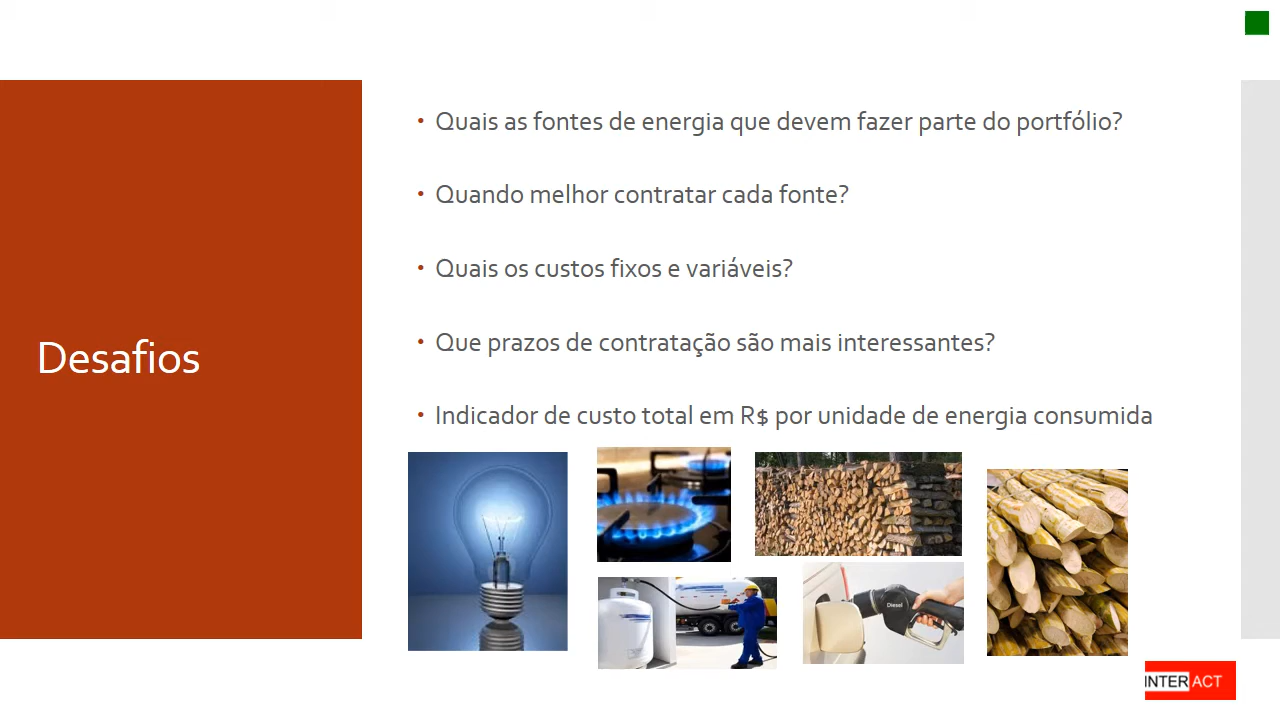 Desafios
• Quais as fontes de energia que devem fazer parte do portfólio?
• Quando melhor contratar cada fonte?
• Quais os custos fixos e variáveis?
• Que prazos de contratação são mais interessantes?
• Indicador de custo total em R$ por unidade de energia consumida
Diesel
INTERACT